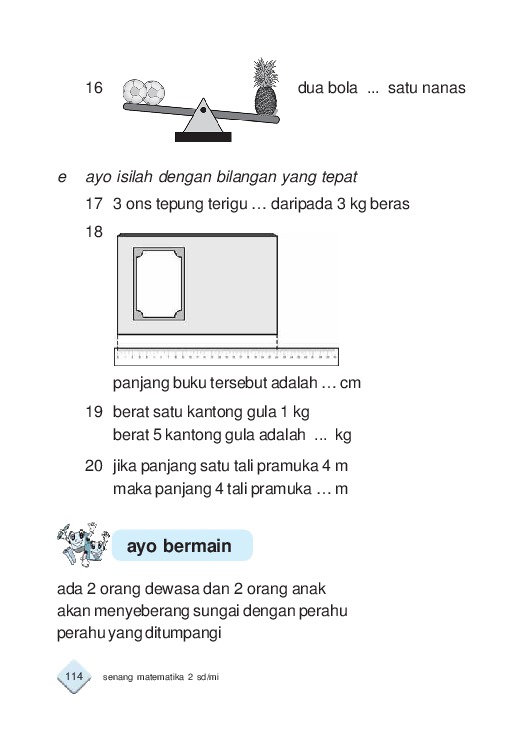 16 dua bola ... satu nanas
e ayo isilah dengan bilangan yang tepat
17 3 ons tepung terigu ... daripada 3 kg beras
18
panjang buku tersebut adalah ... cm
19 berat satu kantong gula 1 kg
berat 5 kantong gula adalah ... kg
20 jika panjang satu tali pramuka 4 m
maka panjang 4 tali pramuka ... m
ayo bermain
ada 2 orang dewasa dan 2 orang anak
akan menyeberang sungai dengan perahu
perahu yang ditumpangi
114 senang matematika 2 sd/mi